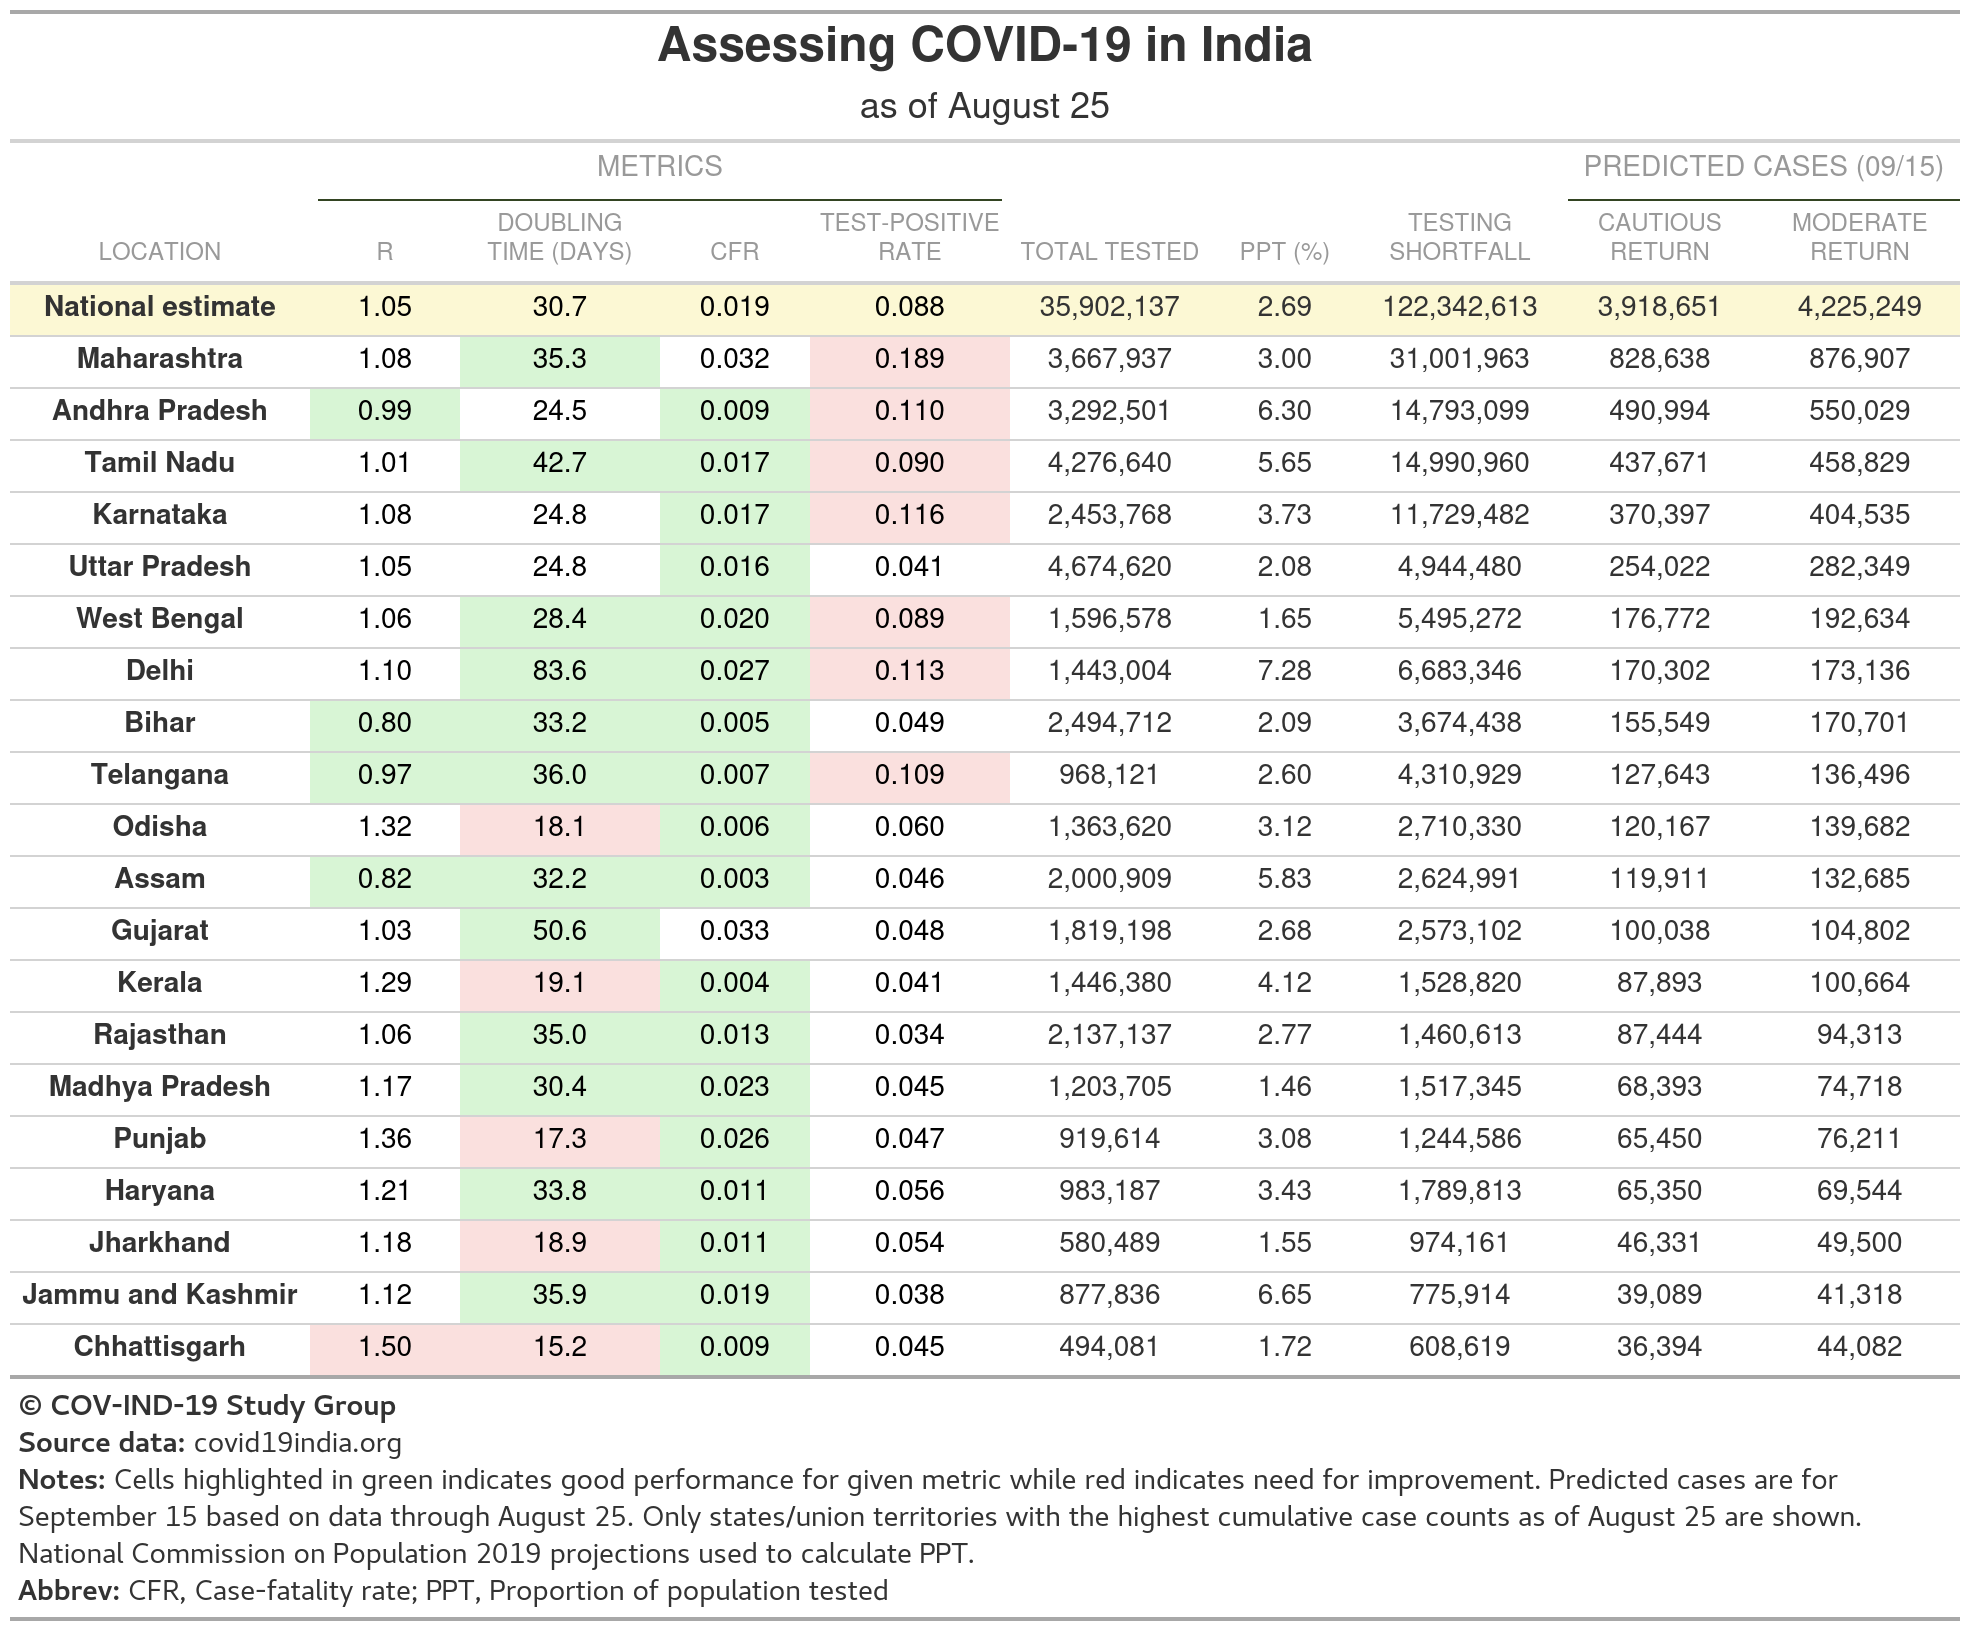 Assessing COVID-19 in India
as of August 25
METRICS PREDICTED CASES (09/15)
LOCATION R DOUBLING TIME (DAYS) CFR TEST-POSITIVE RATE TOTAL TESTED PPT (%) TESTING SHORTFALL CAUTIOUS RETURN MODERATE RETURN
National estimate 1.05 30.7 0.019 0.088 35,902,137 2.69 122,342,613 3,918,651 4,225,249
Maharashtra 1.08 35.3 0.032 0.189 3,667,937 3.00 31,001,963 828,638 876,907
Andhra Pradesh 0.99 24.5 0.009 0.110 3,292,501 6.30 14,793,099 490,994 550,029
Tamil Nadu 1.01 42.7 0.017 0.090 4,276,640 5.65 14,990,960 437,671 458,829
Karnataka 1.08 24.8 0.017 0.116 2,453,768 3.73 11,729,482 370,397 404,535
Uttar Pradesh 1.05 24.8 0.016 0.041 4,674,620 2.08 4,944,480 254,022 282,349
West Bengal 1.06 28.4 0.020 0.089 1,596,578 1.65 5,495,272 176,772 192,634
Delhi 1.10 83.6 0.027 0.113 1,443,004 7.28 6,683,346 170,302 173,136
Bihar 0.80 33.2 0.005 0.049 2,494,712 2.09 3,674,438 155,549 170,701
Telangana 0.97 36.0 0.007 0.109 968,121 2.60 4,310,929 127,643 136,496
Odisha 1.32 18.1 0.006 0.060 1,363,620 3.12 2,710,330 120,167 139,682
Assam 0.82 32.2 0.003 0.046 2,000,909 5.83 2,624,991 119,911 132,685
Gujarat 1.03 50.6 0.033 0.048 1,819,198 2.68 2,573,102 100,038 104,802
Kerala 1.29 19.1 0.004 0.041 1,446,380 4.12 1,528,820 87,893 100,664
Rajasthan 1.06 35.0 0.013 0.034 2,137,137 2.77 1,460,613 87,444 94,313
Madhya Pradesh 1.17 30.4 0.023 0.045 1,203,705 1.46 1,517,345 68,393 74,718
Punjab 1.36 17.3 0.026 0.047 919,614 3.08 1,244,586 65,450 76,211
Haryana 1.21 33.8 0.011 0.056 983,187 3.43 1,789,813 65,350 69,544
Jharkhand 1.18 18.9 0.011 0.054 580,489 1.55 974,161 46,331 49,500
Jammu and Kashmir 1.12 35.9 0.019 0.038 877,836 6.65 775,914 39,089 41,318
Chhattisgarh 1.50 15.2 0.009 0.045 494,081 1.72 608,619 36,394 44,082
© COV-IND-19 Study Group
Source data: covid19india.org
Notes: Cells highlighted in green indicates good performance for given metric while red indicates need for improvement. Predicted cases are for
September 15 based on data through August 25. Only states/union territories with the highest cumulative case counts as of August 25 are shown.
National Commission on Population 2019 projections used to calculate PPT.
Abbrev: CFR, Case-fatality rate; PPT, Proportion of population tested